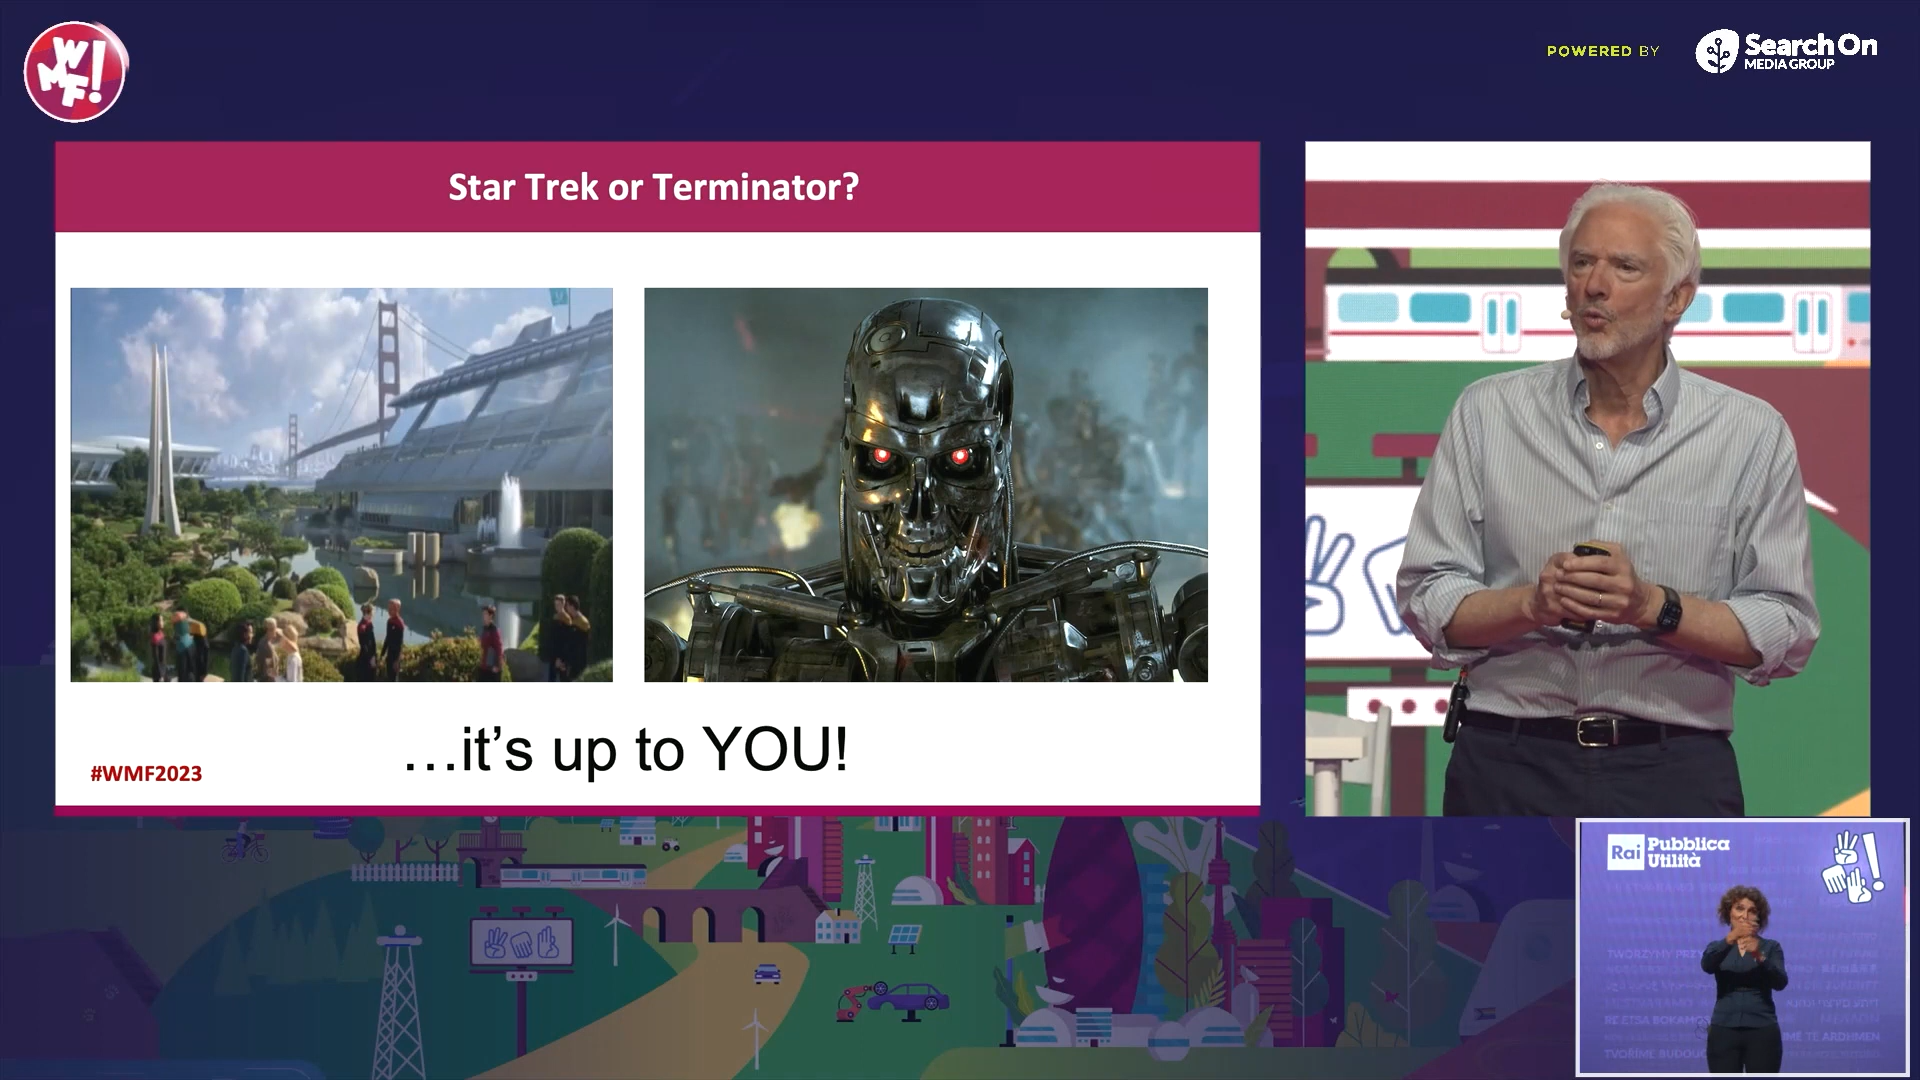 WMF!
POWERED BY
Search On
MEDIA GROUP
Star Trek or Terminator?
...it's up to YOU!
#WMF2023
Rai Pubblica
Utilità